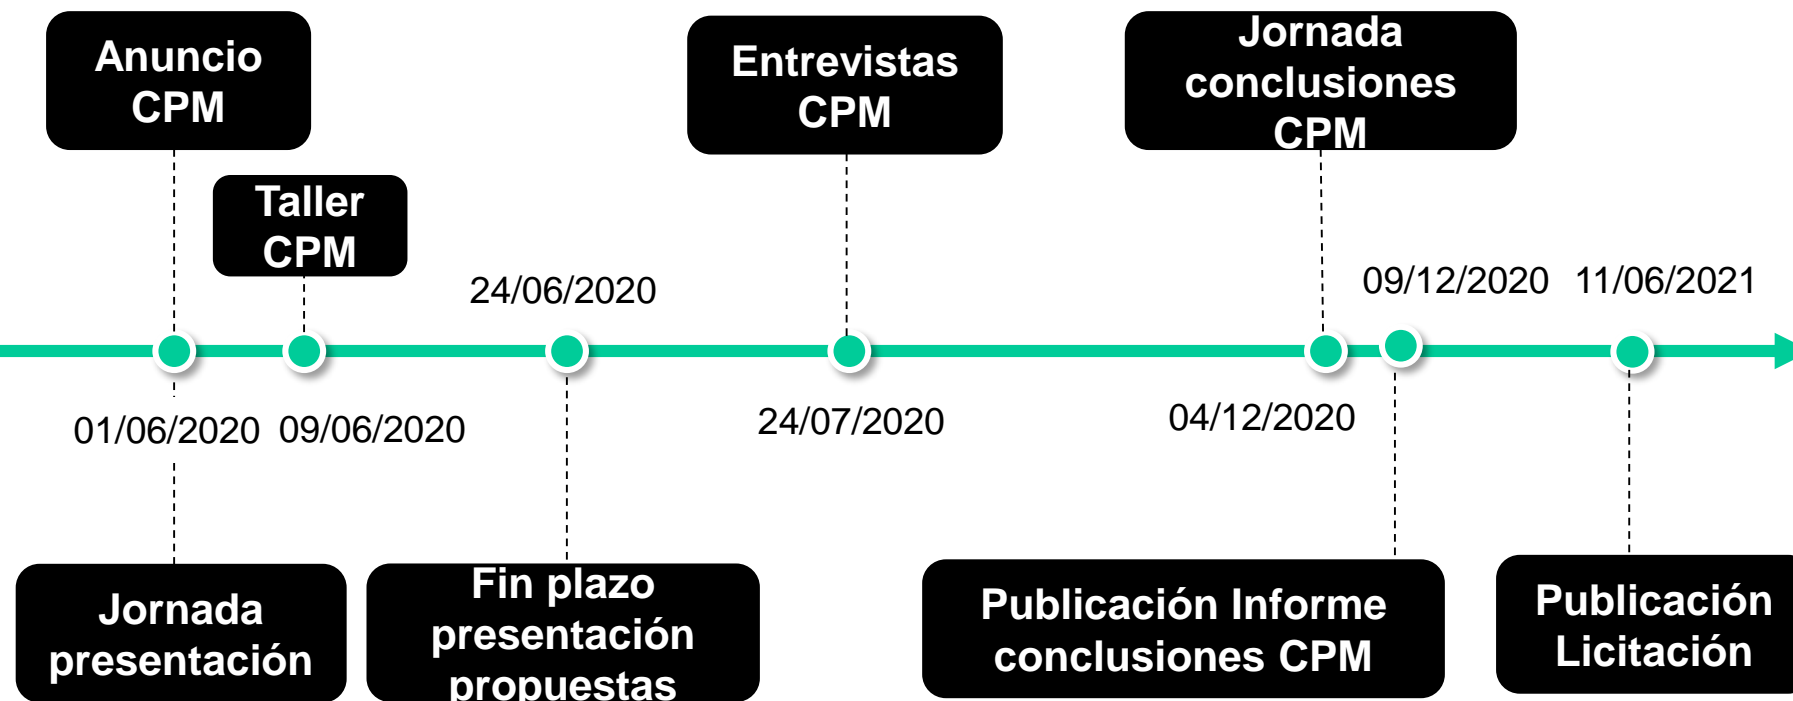 Anuncio
CPM
Entrevistas
CPM
Jornada
conclusiones
CPM
Taller
CPM
24/06/2020
09/12/2020
11/06/2021
01/06/2020
09/06/2020
24/07/2020
04/12/2020
Jornada
presentación
Fin plazo
presentación
propuestas
Publicación Informe
conclusiones CPM
Publicación
Licitación